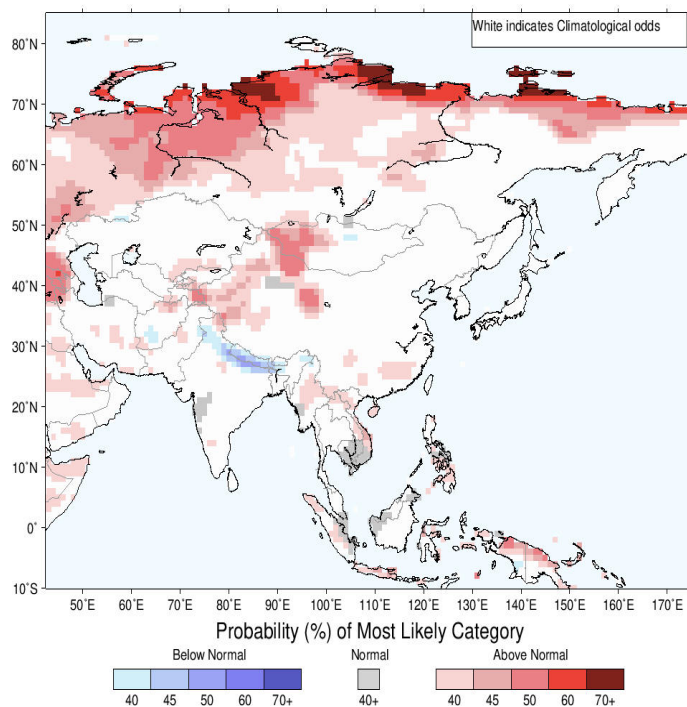 White indicates Climatological odds
80°N
70°N
60°N
50°N
40°N
30°N
20°N
10°N
0°
10°S
50°E 60°E 70°E 80°E 90°E 100°E 110°E 120°E 130°E 140°E 150°E 160°E 170°E
Probability (%) of Most Likely Category
Below Normal Normal Above Normal
40 45 50 60 70+ 40+ 40 45 50 60 70+